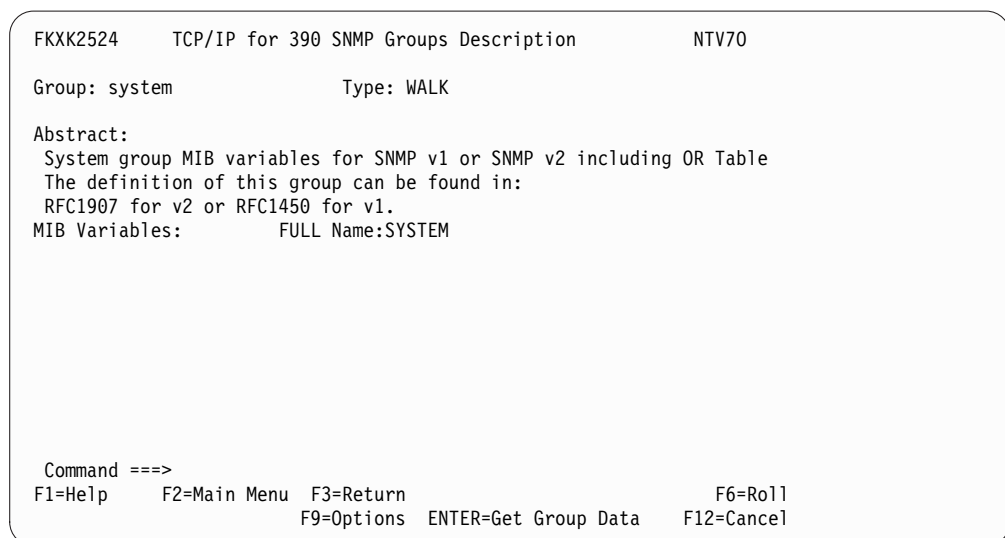 FKXK2524 TCP/IP for 390 SNMP Groups Description NTV7O
Group: system Type: WALK
Abstract:
System group MIB variables for SNMP v1 or SNMP v2 including OR Table
The definition of this group can be found in:
RFC1907 for v2 or RFC1450 for v1.
MIB Variables: FULL Name:SYSTEM
Command ===>
F1=Help F2=Main Menu F3=Return F6=Roll
F9=Options ENTER=Get Group Data F12=Cancel